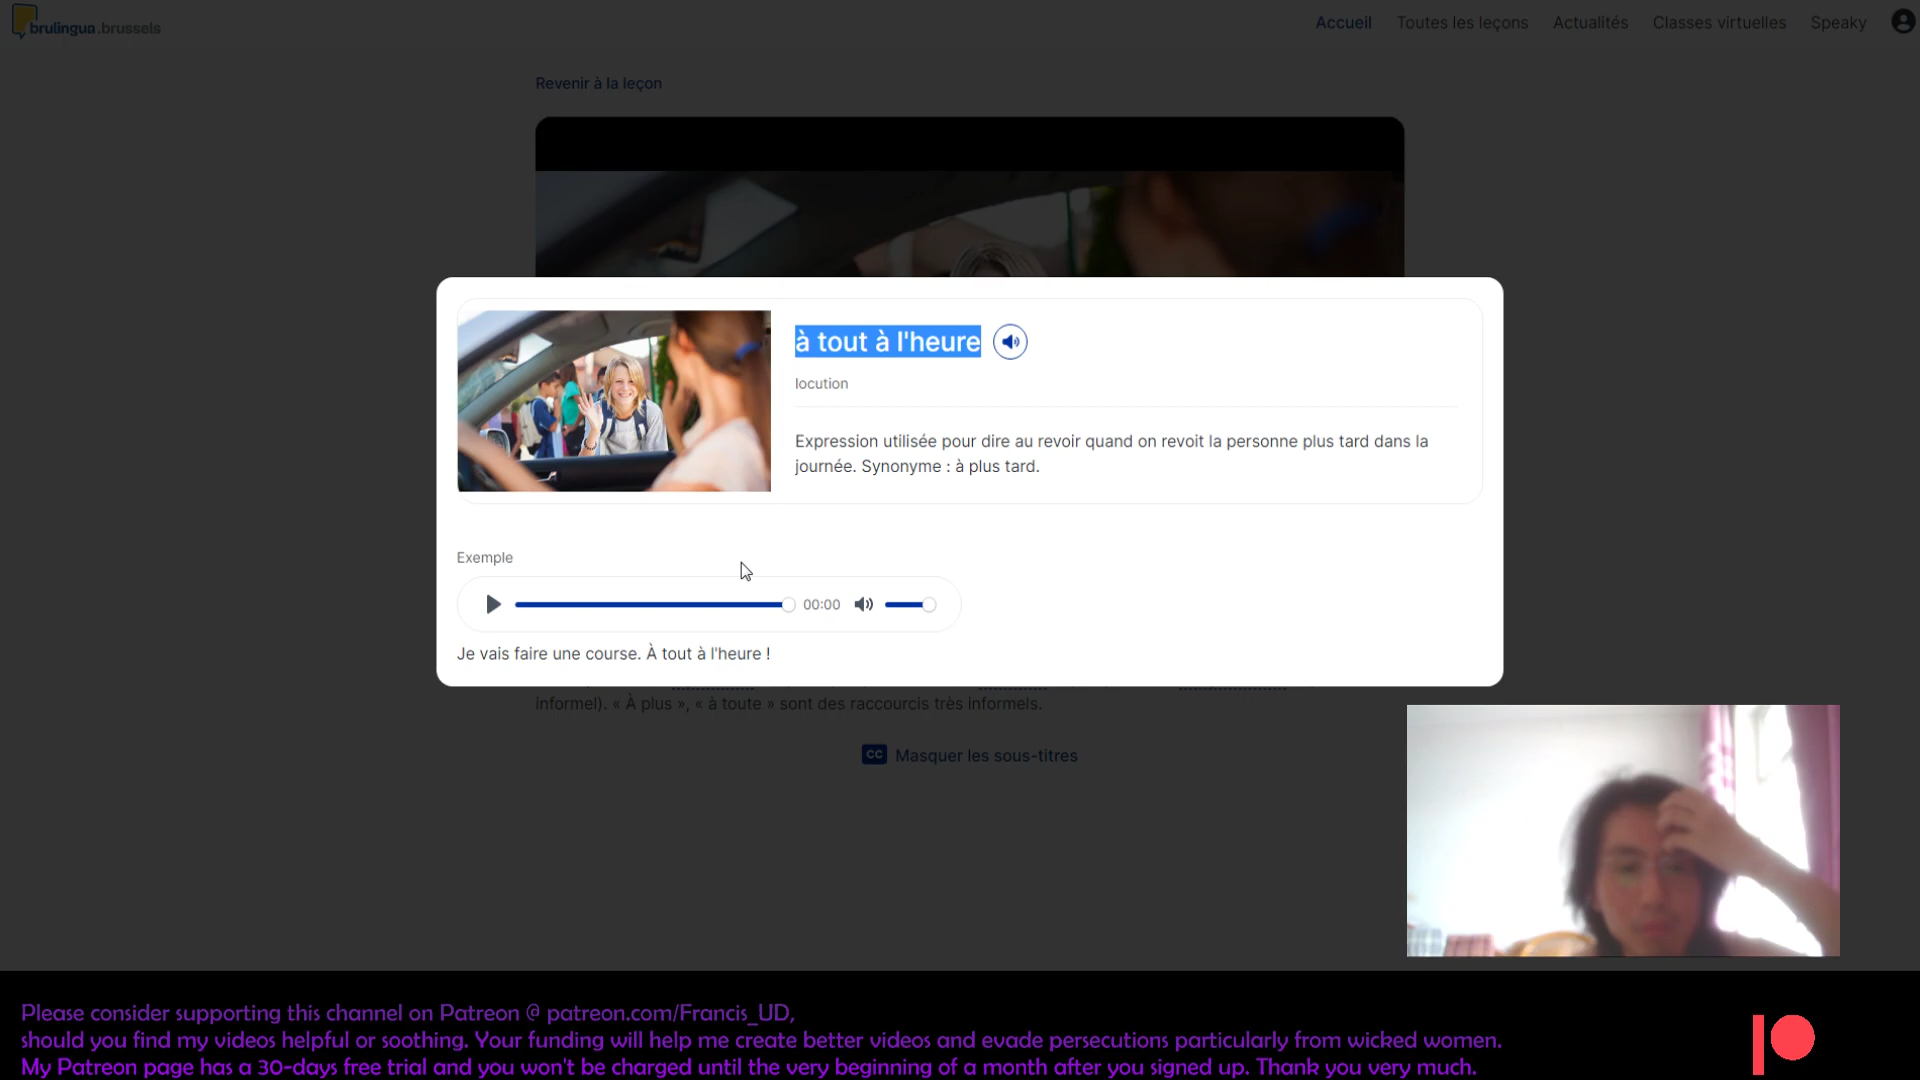 brulingua.brussels
Accueil
Toutes les leçons
Actualités
Classes virtuelles
Speaky
Revenir à la leçon
à tout à l'heure
locution
Expression utilisée pour dire au revoir quand on revoit la personne plus tard dans la
journée. Synonyme : à plus tard.
Exemple
00:00
Je vais faire une course. À tout à l'heure !
informel). « À plus », « à toute » sont des raccourcis très informels.
CC Masquer les sous-titres
Please consider supporting this channel on Patreon @ patreon.com/Francis_UD,
should you find my videos helpful or soothing. Your funding will help me create better videos and evade persecutions particularly from wicked women.
My Patreon page has a 30-days free trial and you won't be charged until the very beginning of a month after you signed up. Thank you very much.